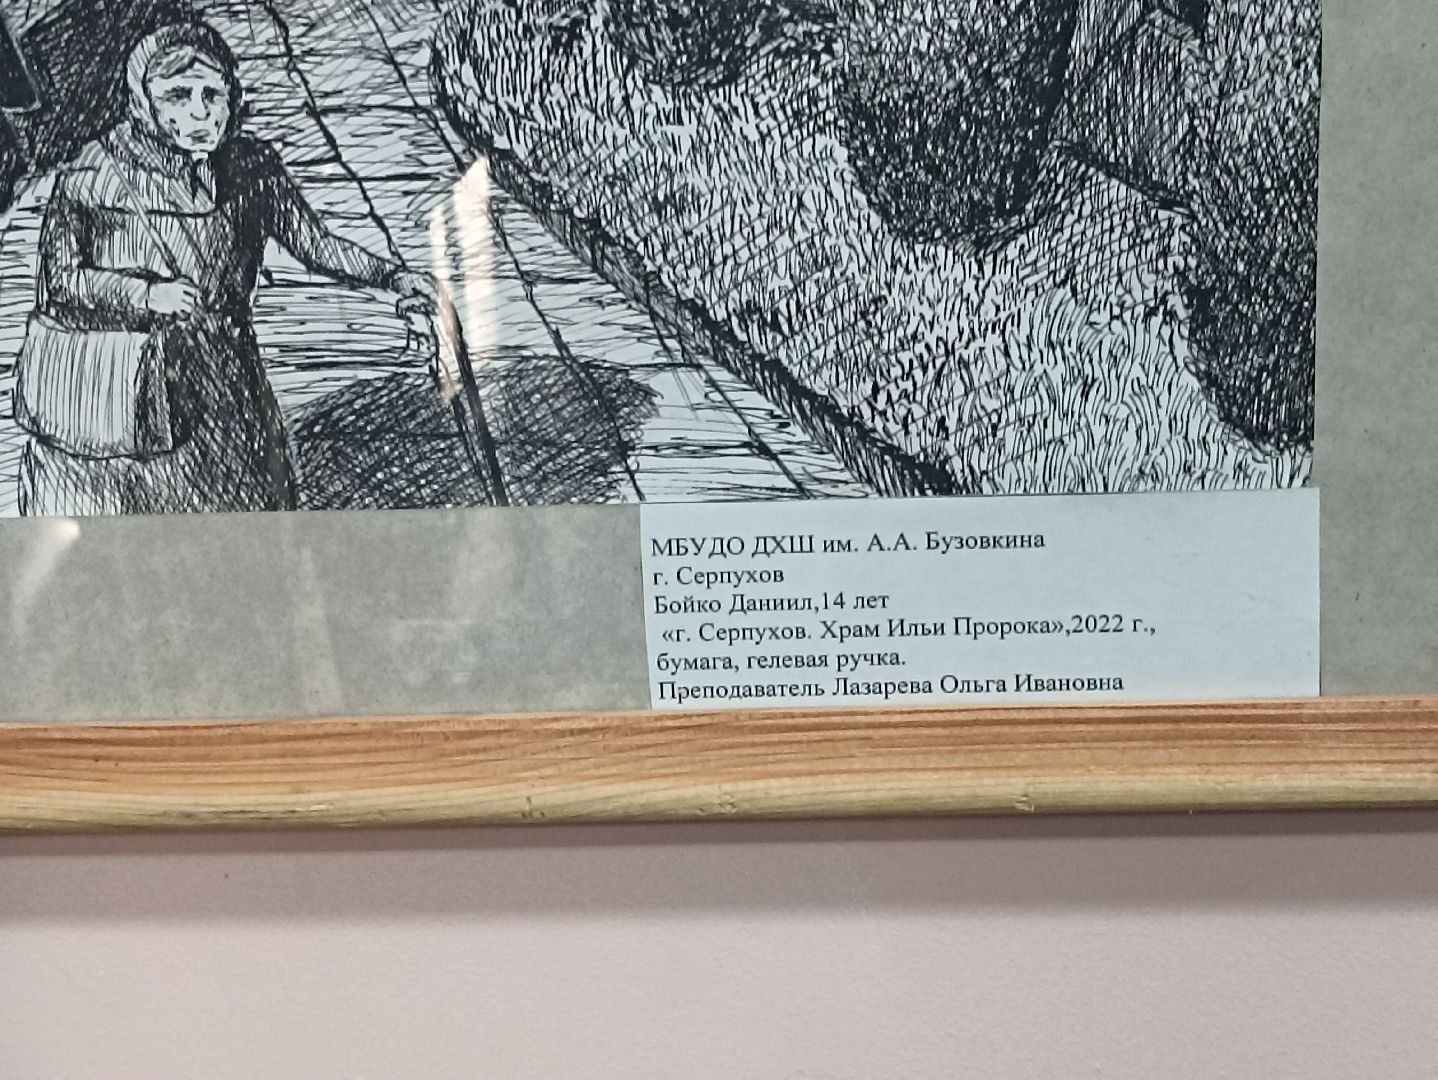 МБУДО ДХШ им. А.А. Бузовкина
г. Серпухов
Бойко Даниил,14 лет
«г. Серпухов. Храм Ильи Пророка»,2022 г.,
бумага, гелевая ручка.
Преподаватель Лазарева Ольга Ивановна